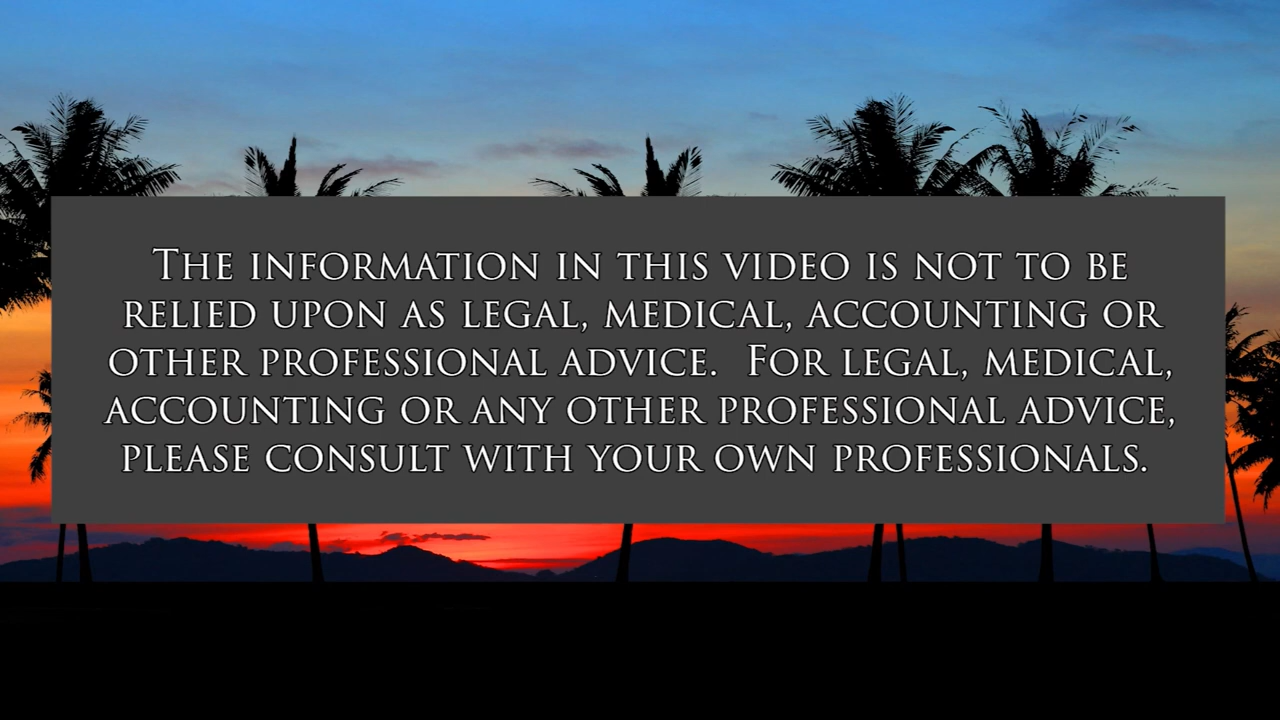 The information in this video is not to be
relied upon as legal, medical, accounting or
other professional advice.  For legal, medical,
accounting or any other professional advice,
please consult with your own professionals.